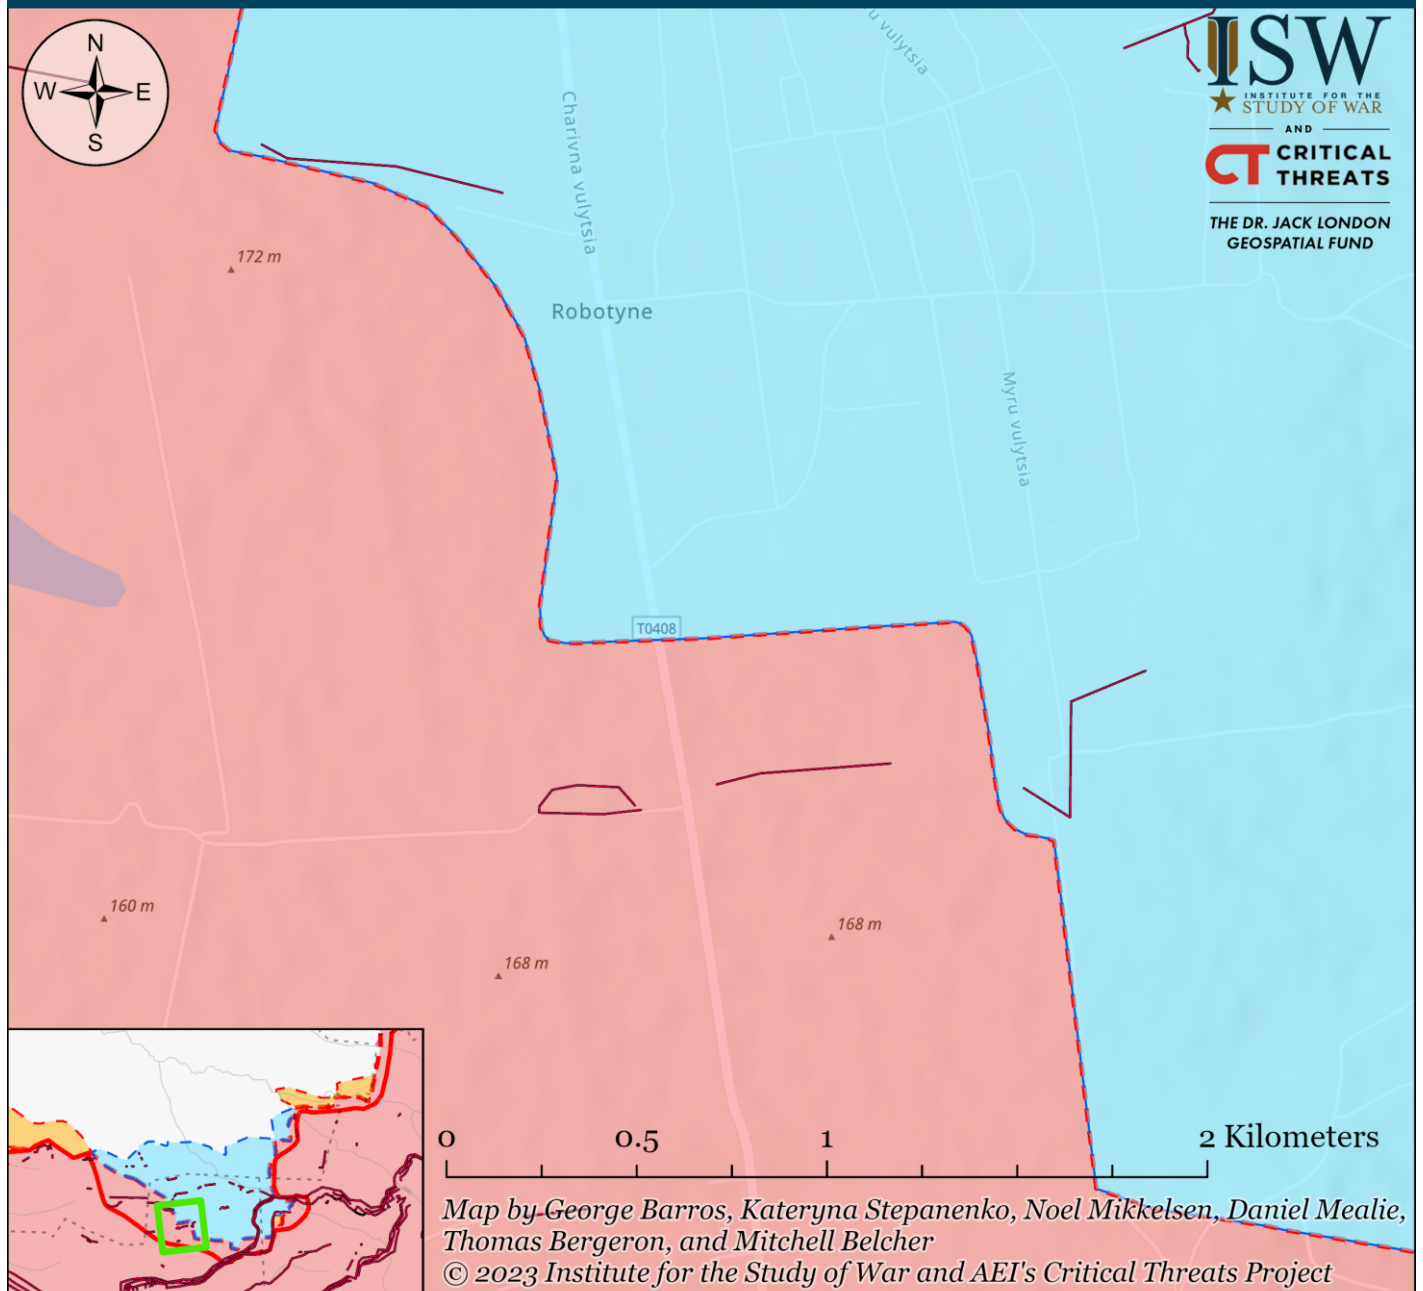 N
W
E
S
u vulytsia
ISW
INSTITUTE FOR THE
STUDY OF WAR
AND
CT CRITICAL
THREATS
THE DR. JACK LONDON
GEOSPATIAL FUND
Charivna vulytsia
172 m
Robotyne
Myru vulytsia
T0408
160 m
168 m
168 m
0 0.5 1 2 Kilometers
Map by George Barros, Kateryna Stepanenko, Noel Mikkelsen, Daniel Mealie,
Thomas Bergeron, and Mitchell Belcher
© 2023 Institute for the Study of War and AEI's Critical Threats Project